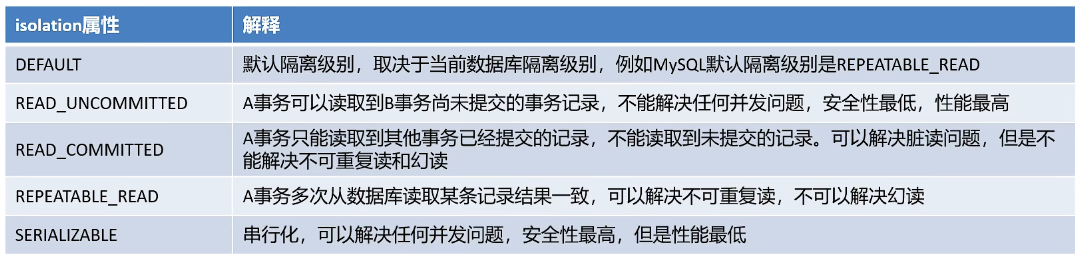 isolation属性 解释
DEFAULT 默认隔离级别，取决于当前数据库隔离级别，例如MySQL默认隔离级别是REPEATABLE_READ
READ_UNCOMMITTED A事务可以读取到B事务尚未提交的事务记录，不能解决任何并发问题，安全性最低，性能最高
READ_COMMITTED A事务只能读取到其他事务已经提交的记录，不能读取到未提交的记录。可以解决脏读问题，但是不
能解决不可重复读和幻读
REPEATABLE_READ A事务多次从数据库读取某条记录结果一致，可以解决不可重复读，不可以解决幻读
SERIALIZABLE 串行化，可以解决任何并发问题，安全性最高，但是性能最低